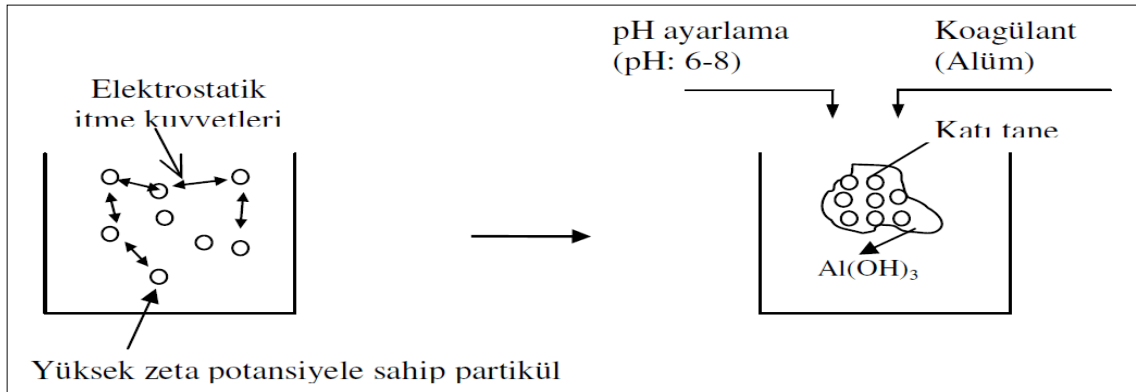 Elektrostatik
itme kuvvetleri
Yüksek zeta potansiyele sahip partikül
pH ayarlama
(pH: 6-8)
Koagülant
(Alüm)
Katı tane
Al(OH)₃